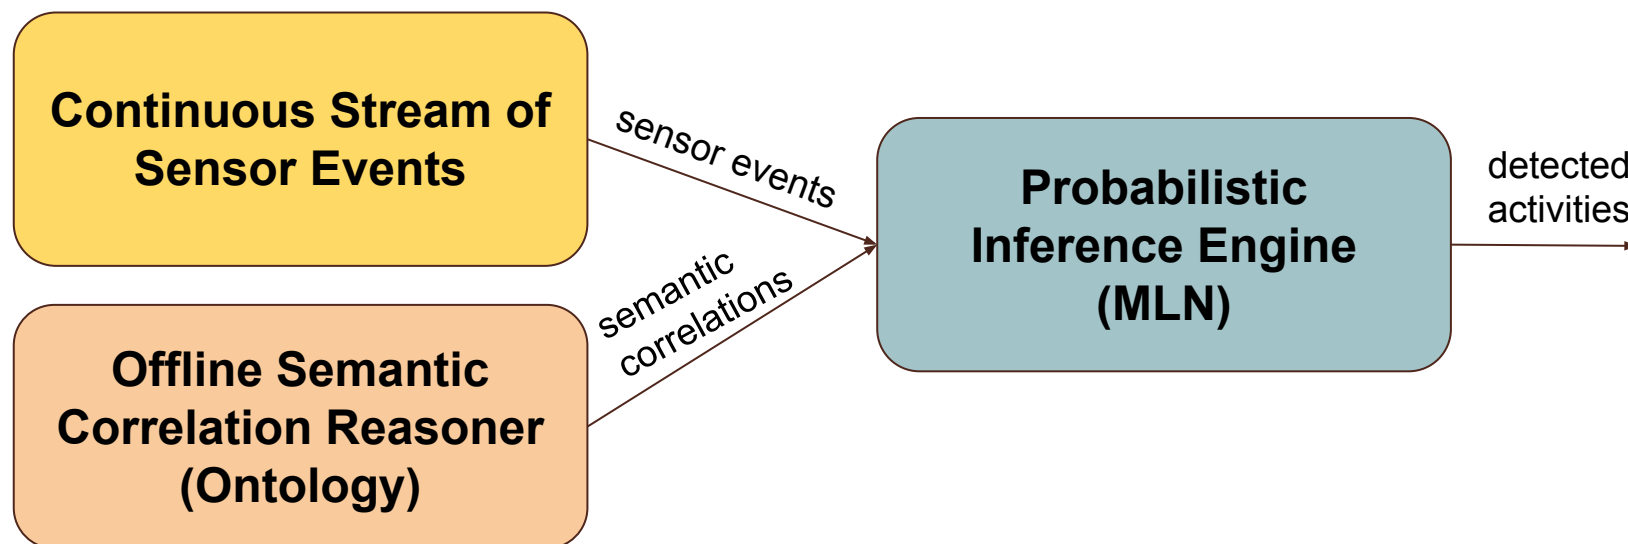 Continuous Stream of
Sensor Events
sensor events
Offline Semantic
Correlation Reasoner
(Ontology)
semantic
correlations
Probabilistic
Inference Engine
(MLN)
detected
activities